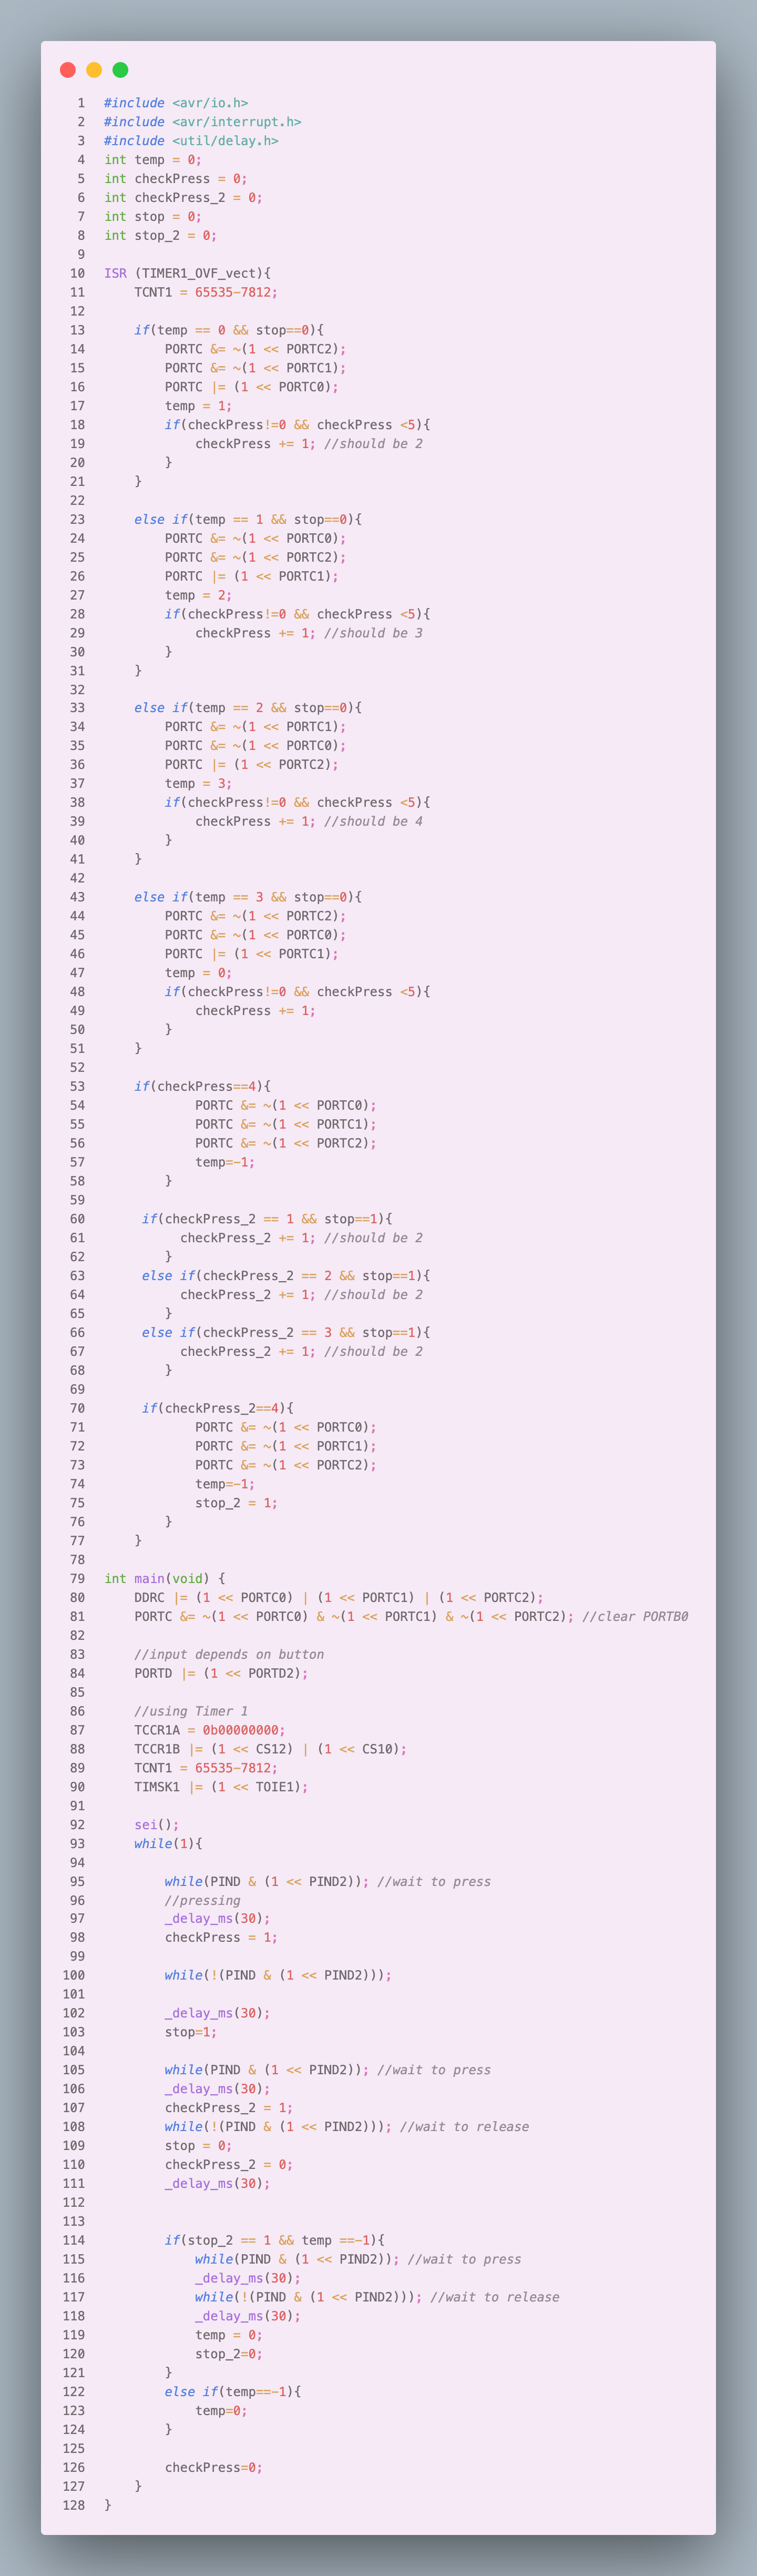 1 #include <avr/io.h>
2 #include <avr/interrupt.h>
3 #include <util/delay.h>
4 int temp = 0;
5 int checkPress = 0;
6 int checkPress_2 = 0;
7 int stop = 0;
8 int stop_2 = 0;
9
10 ISR (TIMER1_OVF_vect){
11     TCNT1 = 65535-7812;
12
13     if(temp == 0 && stop==0){
14         PORTC &= ~(1 << PORTC2);
15         PORTC &= ~(1 << PORTC1);
16         PORTC |= (1 << PORTC0);
17         temp = 1;
18         if(checkPress!=0 && checkPress <5){
19             checkPress += 1; //should be 2
20         }
21     }
22
23     else if(temp == 1 && stop==0){
24         PORTC &= ~(1 << PORTC0);
25         PORTC &= ~(1 << PORTC2);
26         PORTC |= (1 << PORTC1);
27         temp = 2;
28         if(checkPress!=0 && checkPress <5){
29             checkPress += 1; //should be 3
30         }
31     }
32
33     else if(temp == 2 && stop==0){
34         PORTC &= ~(1 << PORTC1);
35         PORTC &= ~(1 << PORTC0);
36         PORTC |= (1 << PORTC2);
37         temp = 3;
38         if(checkPress!=0 && checkPress <5){
39             checkPress += 1; //should be 4
40         }
41     }
42
43     else if(temp == 3 && stop==0){
44         PORTC &= ~(1 << PORTC2);
45         PORTC &= ~(1 << PORTC0);
46         PORTC |= (1 << PORTC1);
47         temp = 0;
48         if(checkPress!=0 && checkPress <5){
49             checkPress += 1;
50         }
51     }
52
53     if(checkPress==4){
54             PORTC &= ~(1 << PORTC0);
55             PORTC &= ~(1 << PORTC1);
56             PORTC &= ~(1 << PORTC2);
57             temp=-1;
58         }
59
60      if(checkPress_2 == 1 && stop==1){
61           checkPress_2 += 1; //should be 2
62         }
63      else if(checkPress_2 == 2 && stop==1){
64           checkPress_2 += 1; //should be 2
65         }
66      else if(checkPress_2 == 3 && stop==1){
67           checkPress_2 += 1; //should be 2
68         }
69
70      if(checkPress_2==4){
71             PORTC &= ~(1 << PORTC0);
72             PORTC &= ~(1 << PORTC1);
73             PORTC &= ~(1 << PORTC2);
74             temp=-1;
75             stop_2 = 1;
76         }
77     }
78
79 int main(void) {
80     DDRC |= (1 << PORTC0) | (1 << PORTC1) | (1 << PORTC2);
81     PORTC &= ~(1 << PORTC0) & ~(1 << PORTC1) & ~(1 << PORTC2); //clear PORTB0
82
83     //input depends on button
84     PORTD |= (1 << PORTD2);
85
86     //using Timer 1
87     TCCR1A = 0b00000000;
88     TCCR1B |= (1 << CS12) | (1 << CS10);
89     TCNT1 = 65535-7812;
90     TIMSK1 |= (1 << TOIE1);
91
92     sei();
93     while(1){
94
95         while(PIND & (1 << PIND2)); //wait to press
96         //pressing
97         _delay_ms(30);
98         checkPress = 1;
99
100         while(!(PIND & (1 << PIND2)));
101
102         _delay_ms(30);
103         stop=1;
104
105         while(PIND & (1 << PIND2)); //wait to press
106         _delay_ms(30);
107         checkPress_2 = 1;
108         while(!(PIND & (1 << PIND2))); //wait to release
109         stop = 0;
110         checkPress_2 = 0;
111         _delay_ms(30);
112
113
114         if(stop_2 == 1 && temp ==-1){
115             while(PIND & (1 << PIND2)); //wait to press
116             _delay_ms(30);
117             while(!(PIND & (1 << PIND2))); //wait to release
118             _delay_ms(30);
119             temp = 0;
120             stop_2=0;
121         }
122         else if(temp==-1){
123             temp=0;
124         }
125
126         checkPress=0;
127     }
128 }